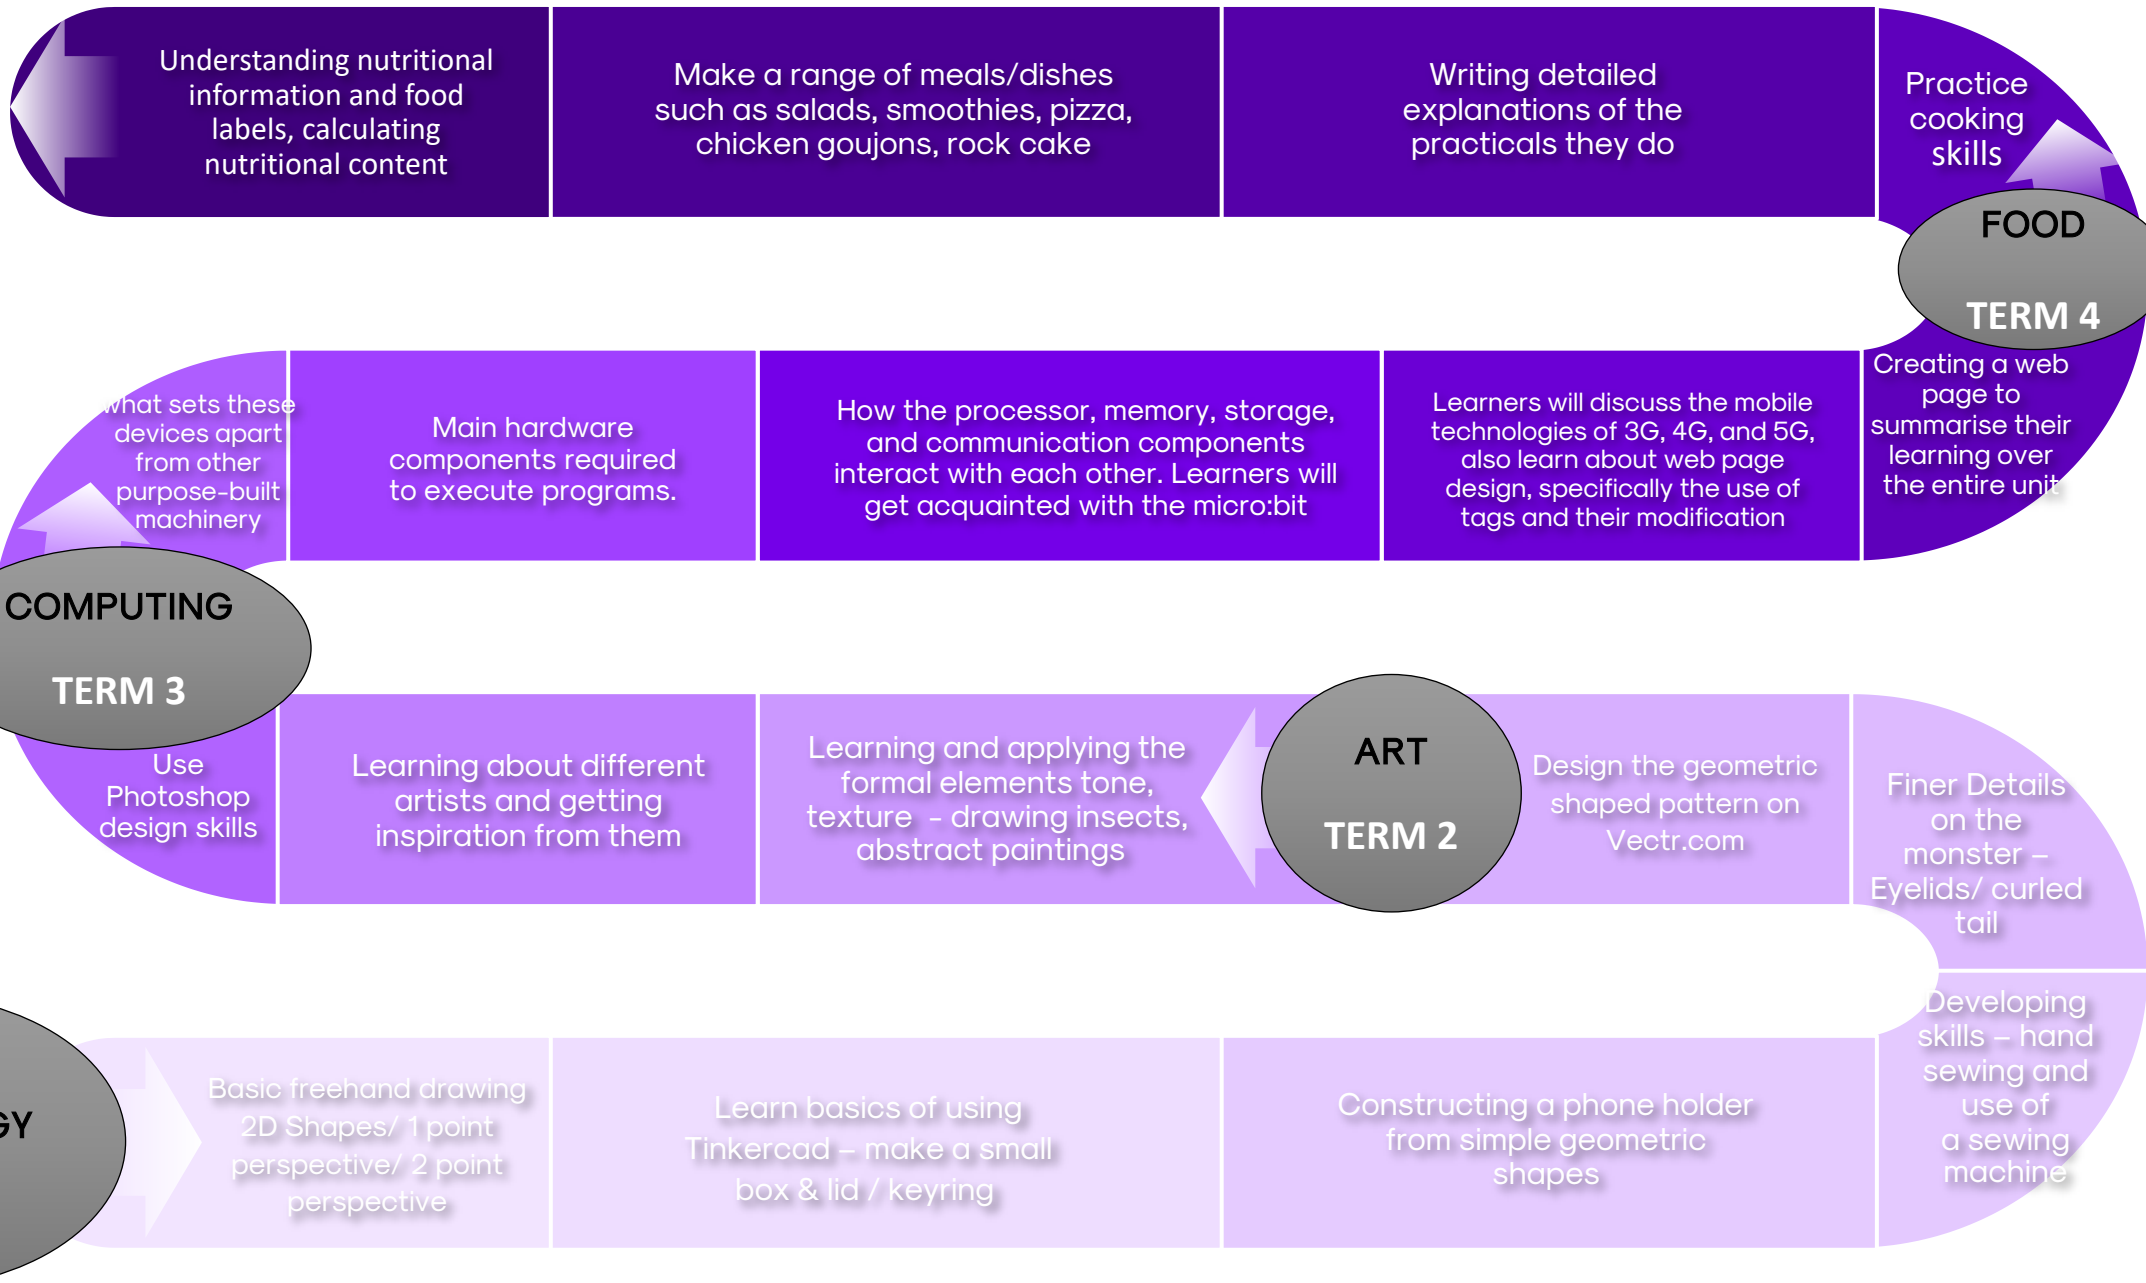 Understanding nutritional
information and food
labels, calculating
nutritional content
Make a range of meals/dishes
such as salads, smoothies, pizza,
chicken goujons, rock cake
Writing detailed
explanations of the
practicals they do
Practice
cooking
skills
FOOD
TERM 4
What sets these
devices apart
from other
purpose-built
machinery
Main hardware
components required
to execute programs.
How the processor, memory, storage,
and communication components
interact with each other. Learners will
get acquainted with the micro:bit
Learners will discuss the mobile
technologies of 3G, 4G, and 5G,
also learn about web page
design, specifically the use of
tags and their modification
Creating a web
page to
summarise their
learning over
the entire unit
COMPUTING
TERM 3
Use
Photoshop
design skills
Learning about different
artists and getting
inspiration from them
Learning and applying the
formal elements tone,
texture - drawing insects,
abstract paintings
ART
TERM 2
Design the geometric
shaped pattern on
Vectr.com
Finer Details
on the
monster –
Eyelids/ curled
tail
Developing
skills – hand
sewing and
use of
a sewing
machine
GY
Basic freehand drawing
2D Shapes/ 1 point
perspective/ 2 point
perspective
Learn basics of using
Tinkercad – make a small
box & lid / keyring
Constructing a phone holder
from simple geometric
shapes